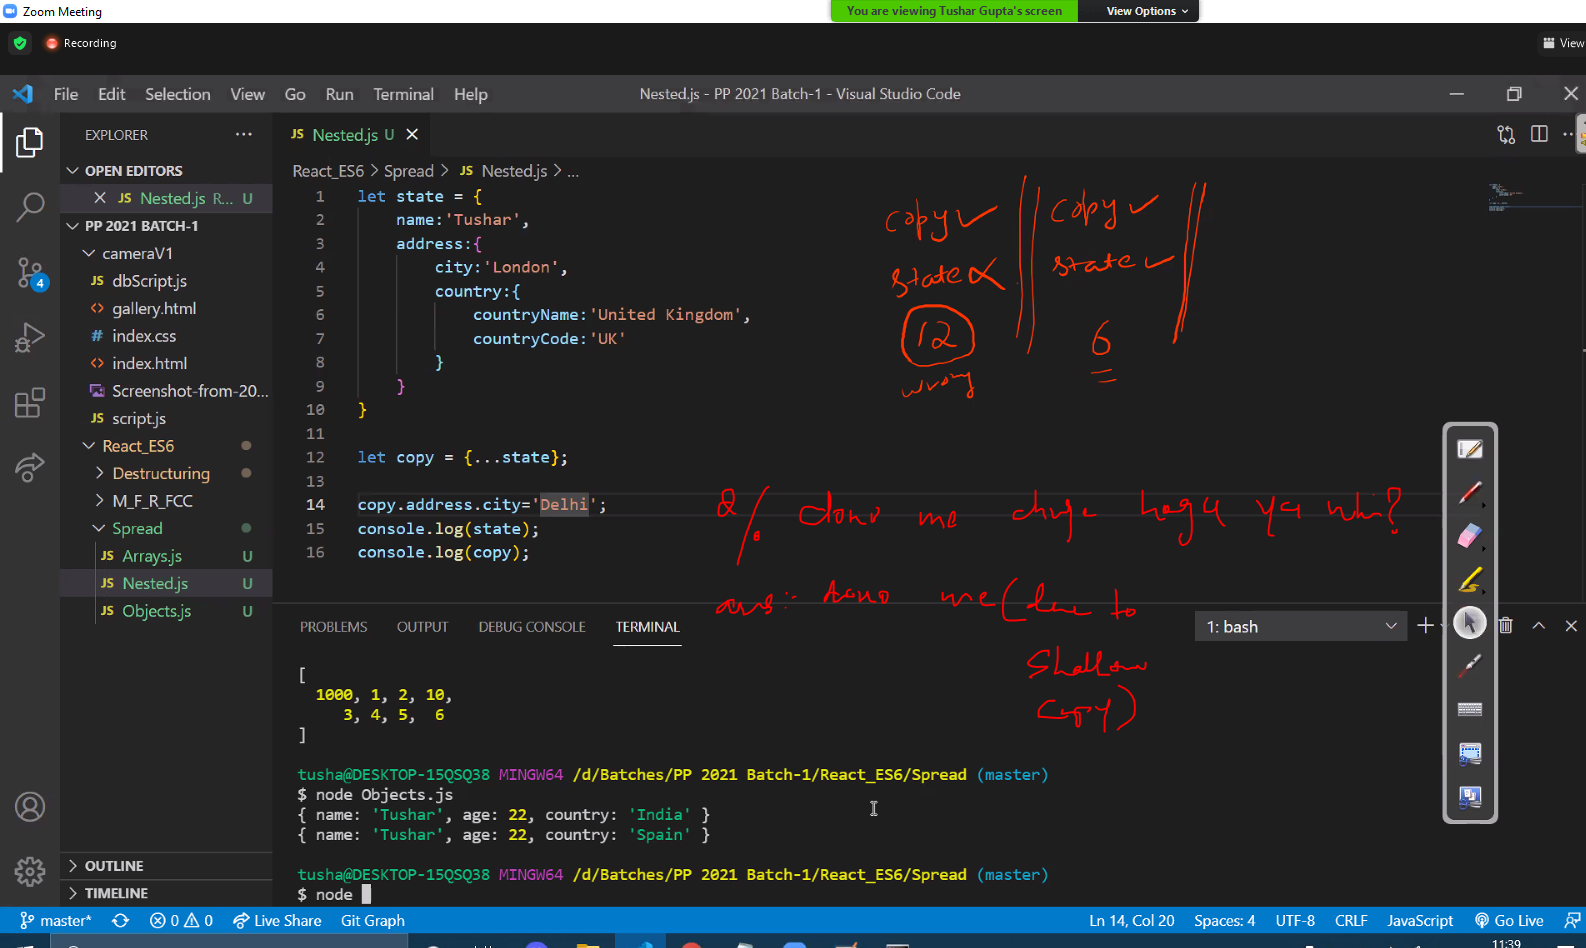 Zoom Meeting
You are viewing Tushar Gupta's screen
View Options
Recording
View
File Edit Selection View Go Run Terminal Help
Nested.js - PP 2021 Batch-1 - Visual Studio Code
EXPLORER
JS Nested.js U
OPEN EDITORS
JS Nested.js R... U
React_ES6 > Spread > JS Nested.js > ...
PP 2021 BATCH-1
cameraV1
JS dbScript.js
<> gallery.html
# index.css
<> index.html
Screenshot-from-20...
JS script.js
React_ES6
Destructuring
M_F_R_FCC
Spread
JS Arrays.js U
JS Nested.js U
JS Objects.js U
OUTLINE
TIMELINE
4
1 let state = {
2 name:'Tushar',
3 address:{
4 city:'London',
5 country:{
6 countryName:'United Kingdom',
7 countryCode:'UK'
8 }
9 }
10 }
11
12 let copy = {...state};
13
14 copy.address.city='Delhi';
15 console.log(state);
16 console.log(copy);
copy ✓
state
12
wrong
copy ✓
state ✓
6
dono me hoga ya
ans:- dono me (due to
Shallow
copy)
PROBLEMS OUTPUT DEBUG CONSOLE TERMINAL
1: bash
[
1000, 1, 2, 10,
3, 4, 5, 6
]
tusha@DESKTOP-15QSQ38 MINGW64 /d/Batches/PP 2021 Batch-1/React_ES6/Spread (master)
$ node Objects.js
{ name: 'Tushar', age: 22, country: 'India' }
{ name: 'Tushar', age: 22, country: 'Spain' }
tusha@DESKTOP-15QSQ38 MINGW64 /d/Batches/PP 2021 Batch-1/React_ES6/Spread (master)
$ node
master* 0 0 Live Share Git Graph
Ln 14, Col 20 Spaces: 4 UTF-8 CRLF JavaScript Go Live
11:39